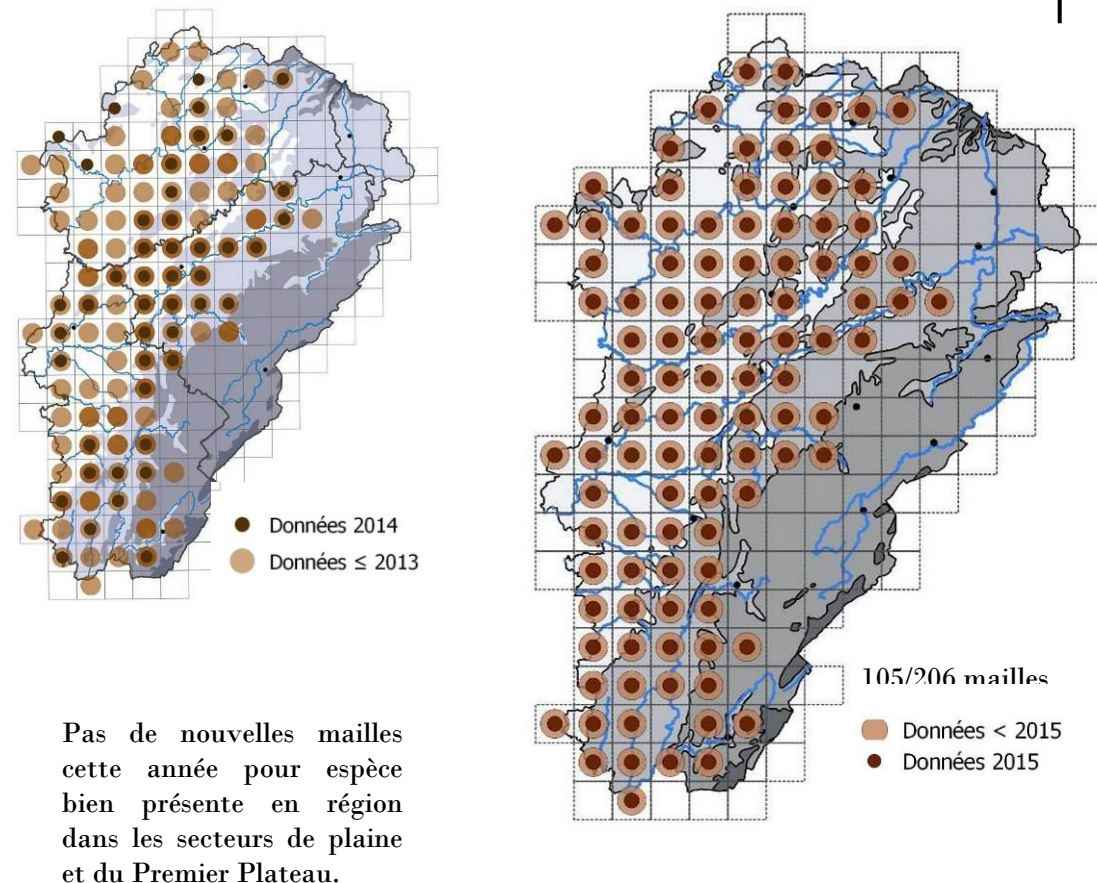 Données 2014
Données ≤ 2013
105/206 mailles
Données < 2015
Données 2015
Pas de nouvelles mailles
cette année pour espèce
bien présente en région
dans les secteurs de plaine
et du Premier Plateau.